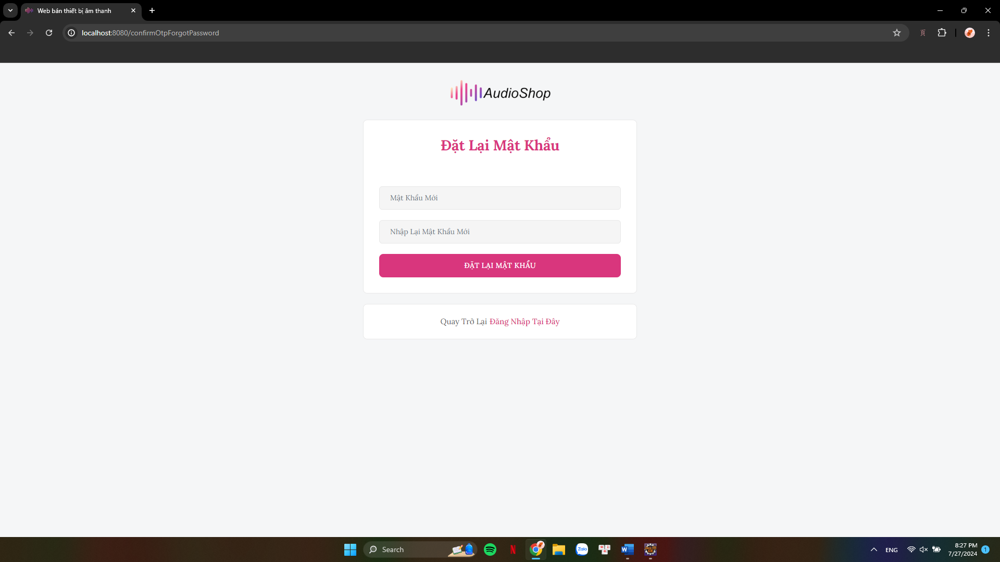 Web bán thiết bị âm thanh
localhost:8080/confirmOtpForgotPassword
AudioShop
Đặt Lại Mật Khẩu
Mật Khẩu Mới
Nhập Lại Mật Khẩu Mới
ĐẶT LẠI MẬT KHẨU
Quay Trở Lại Đăng Nhập Tại Đây
Search
Zalo
W
ENG
8:27 PM
7/27/2024
1